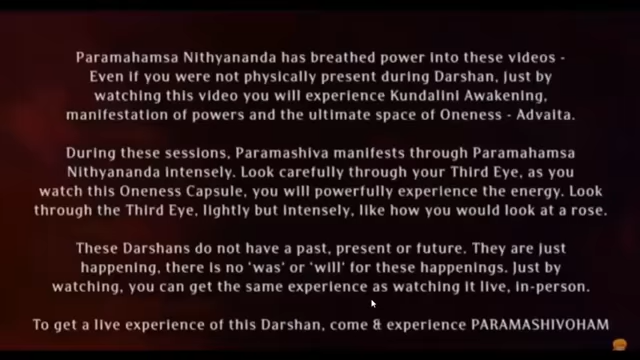 Paramahamsa Nithyananda has breathed power into these videos -
Even if you were not physically present during Darshan, just by
watching this video you will experience Kundalini Awakening,
manifestation of powers and the ultimate space of Oneness - Advaita.
During these sessions, Paramashiva manifests through Paramahamsa
Nithyananda intensely. Look carefully through your Third Eye, as you
watch this Oneness Capsule, you will powerfully experience the energy. Look
through the Third Eye, lightly but intensely, like how you would look at a rose.
These Darshans do not have a past, present or future. They are just
happening, there is no 'was' or 'will' for these happenings. Just by
watching, you can get the same experience as watching it live, in-person.
To get a live experience of this Darshan, come & experience PARAMASHIVOHAM